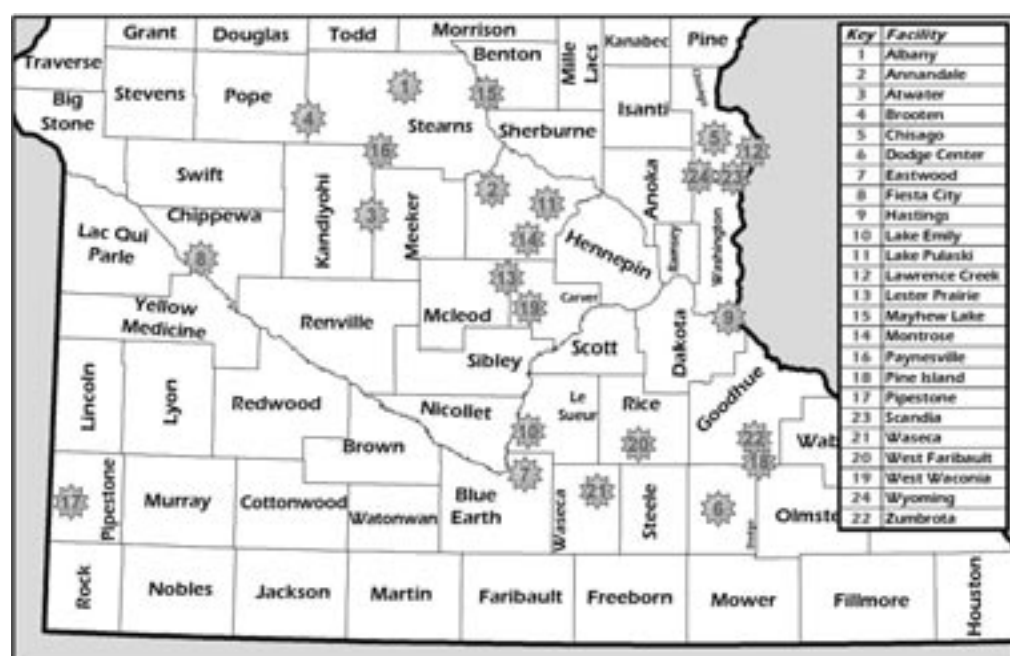 Grant
Douglas
Todd
Morrison
Benton
Mille
Lacs
Kanabec
Pine
Traverse
Big
Stone
Stevens
Pope
Stearns
Sherburne
Isanti
Swift
Chippewa
Kandiyohi
Meeker
Anoka
Lac Qui
Parle
Hennepin
Ramsey
Washington
Yellow
Medicine
Renville
Mcleod
Carver
Sibley
Scott
Dakota
Lincoln
Lyon
Redwood
Nicollet
Le
Sueur
Rice
Goodhue
Wab
Brown
Pipestone
Murray
Cottonwood
Watonwan
Blue
Earth
Waseca
Steele
Dodge
Olmste
Rock
Nobles
Jackson
Martin
Faribault
Freeborn
Mower
Fillmore
Houston
1
15
4
16
2
11
3
14
8
13
19
12
24
23
9
10
7
20
22
18
17
21
6
Key Facility
1 Albany
2 Annandale
3 Atwater
4 Brooten
5 Chisago
6 Dodge Center
7 Eastwood
8 Fiesta City
9 Hastings
10 Lake Emily
11 Lake Pulaski
12 Lawrence Creek
13 Lester Prairie
15 Mayhew Lake
14 Montrose
16 Paynesville
18 Pine Island
17 Pipestone
23 Scandia
21 Waseca
20 West Faribault
19 West Waconia
24 Wyoming
22 Zumbrota